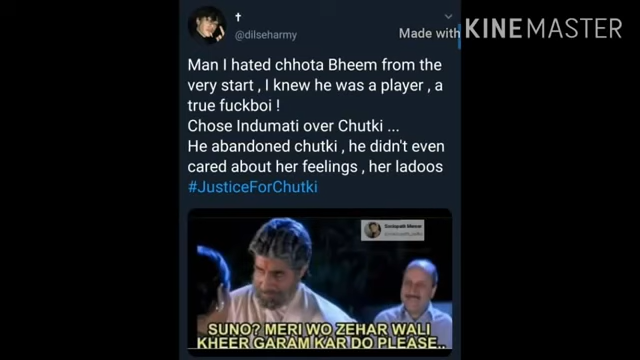 †
@dilseharmy
Made with KINEMASTER
Man I hated chhota Bheem from the
very start , I knew he was a player , a
true fuckboi !
Chose Indumati over Chutki ...
He abandoned chutki , he didn't even
cared about her feelings , her ladoos
#JusticeForChutki
SUNO? MERI WO ZEHAR WALI
KHEER GARAM KAR DO PLEASE..